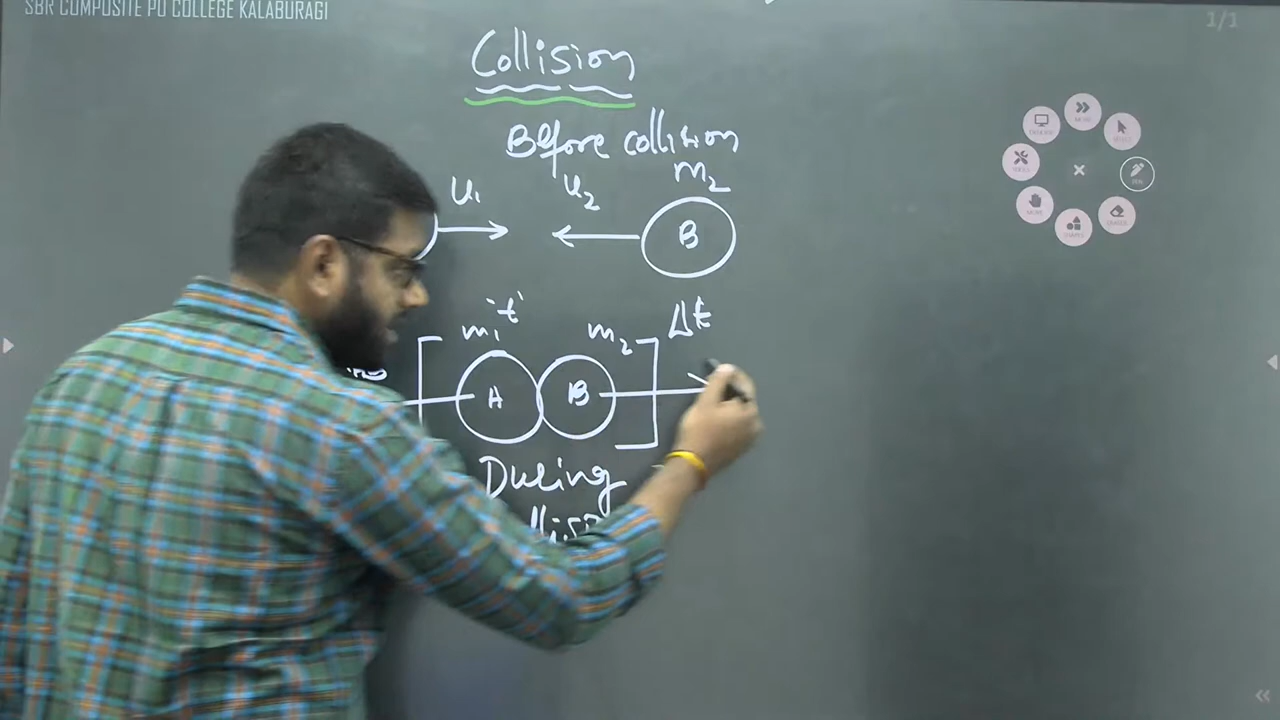 SBR COMPOSITE PU COLLEGE KALABURAGI
1/1
Collision
Before collision
u₁ u₂ m₂
B
't'
m₁ m₂ Δt
A B
During